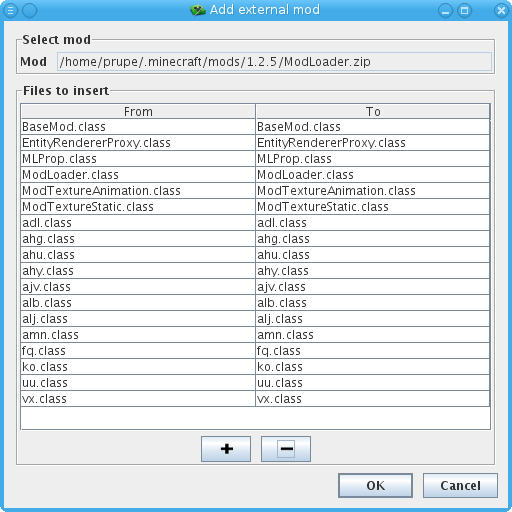 Add external mod
Select mod
Mod /home/prupe/.minecraft/mods/1.2.5/ModLoader.zip
Files to insert
From To
BaseMod.class BaseMod.class
EntityRendererProxy.class EntityRendererProxy.class
MLProp.class MLProp.class
ModLoader.class ModLoader.class
ModTextureAnimation.class ModTextureAnimation.class
ModTextureStatic.class ModTextureStatic.class
adl.class adl.class
ahg.class ahg.class
ahu.class ahu.class
ahy.class ahy.class
ajv.class ajv.class
alb.class alb.class
alj.class alj.class
amn.class amn.class
fq.class fq.class
ko.class ko.class
uu.class uu.class
vx.class vx.class
+ −
OK Cancel